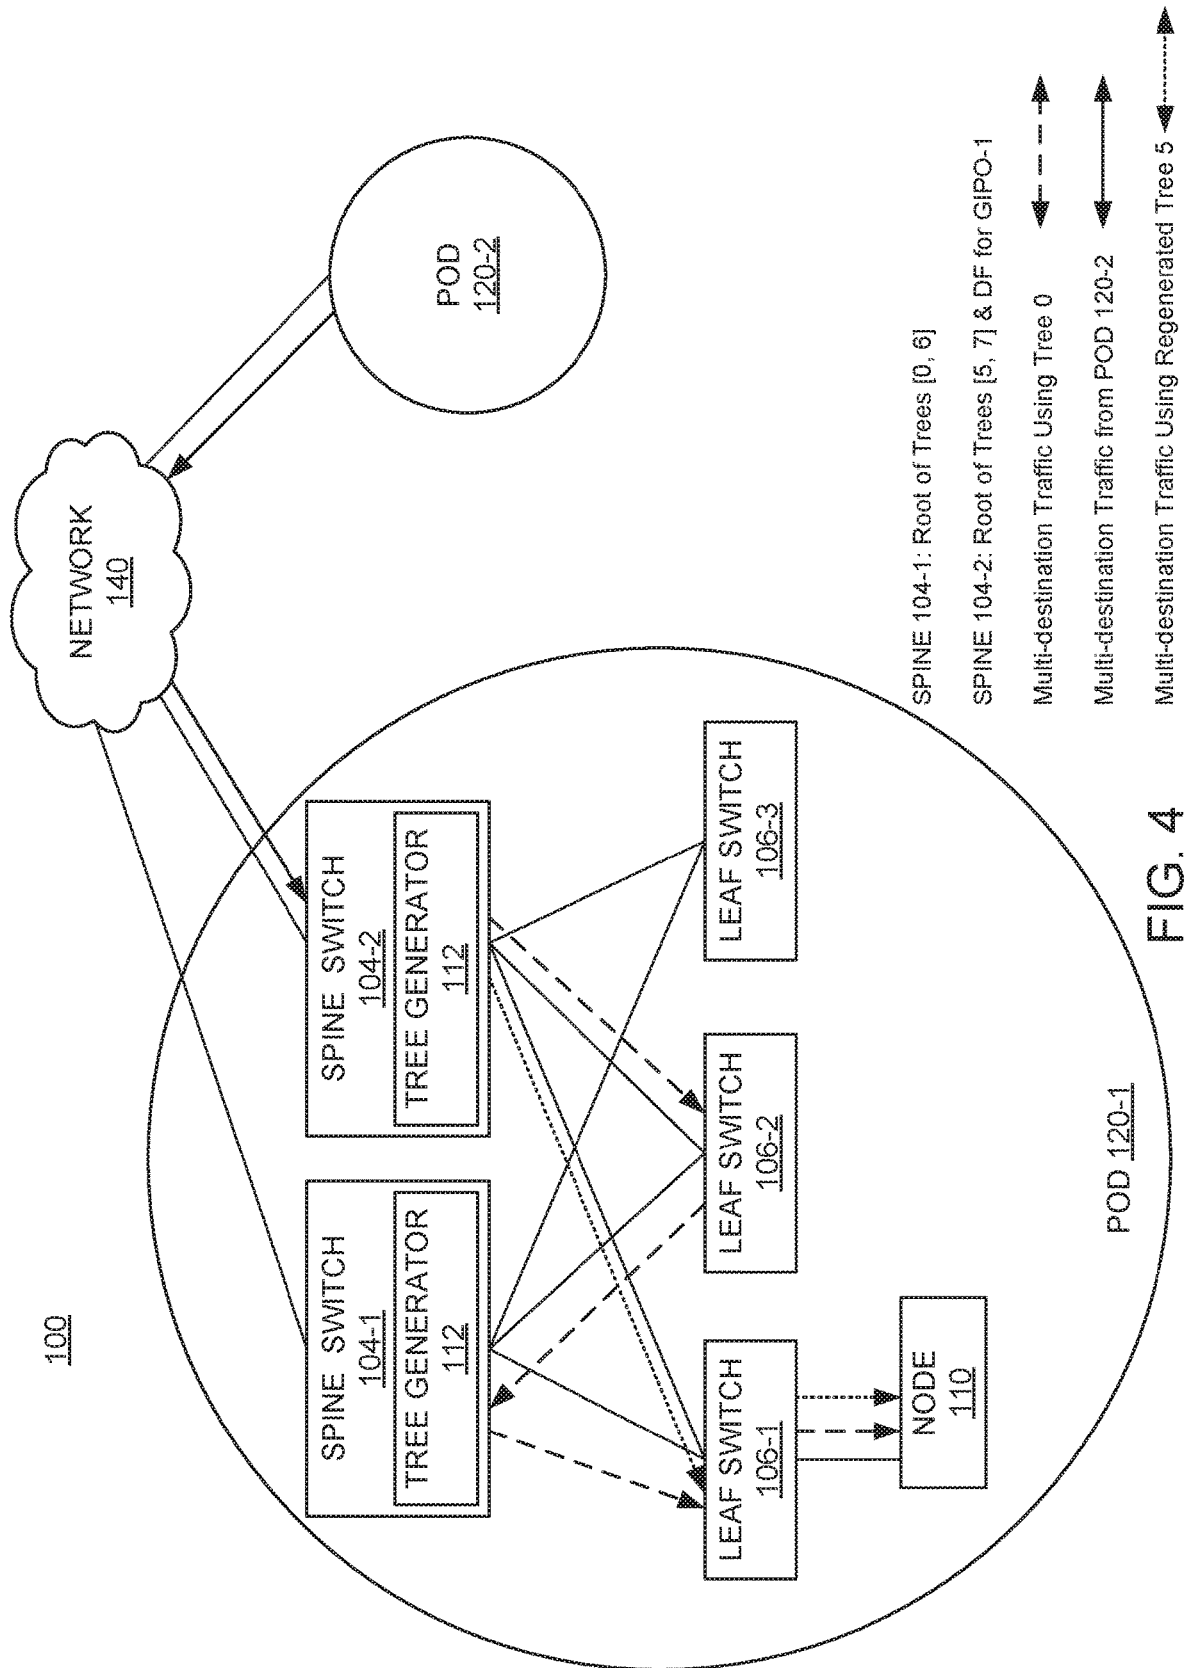 100
NETWORK
140
POD
120-2
SPINE SWITCH
104-1
TREE GENERATOR
112
SPINE SWITCH
104-2
TREE GENERATOR
112
LEAF SWITCH
106-1
LEAF SWITCH
106-2
LEAF SWITCH
106-3
NODE
110
POD 120-1
SPINE 104-1: Root of Trees [0, 6]
SPINE 104-2: Root of Trees [5, 7] & DF for GIPO-1
Multi-destination Traffic Using Tree 0
Multi-destination Traffic from POD 120-2
Multi-destination Traffic Using Regenerated Tree 5
FIG. 4